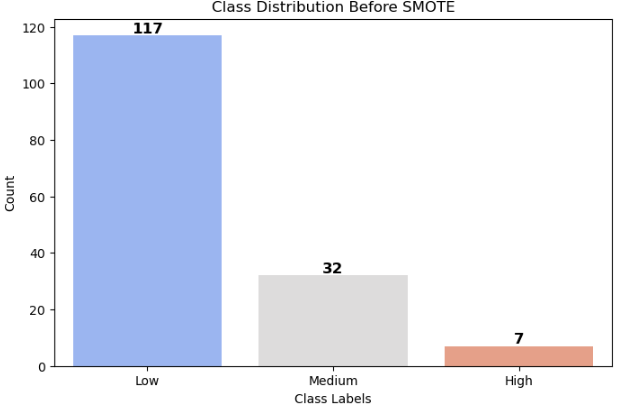 Class Distribution Before SMOTE
120
100
80
60
40
20
0
Count
117
32
7
Low
Medium
High
Class Labels